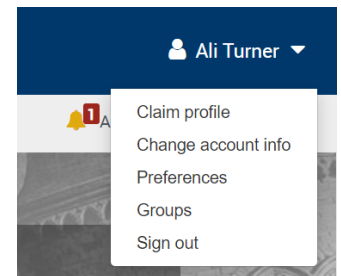 Ali Turner
1
A
Claim profile
Change account info
Preferences
Groups
Sign out